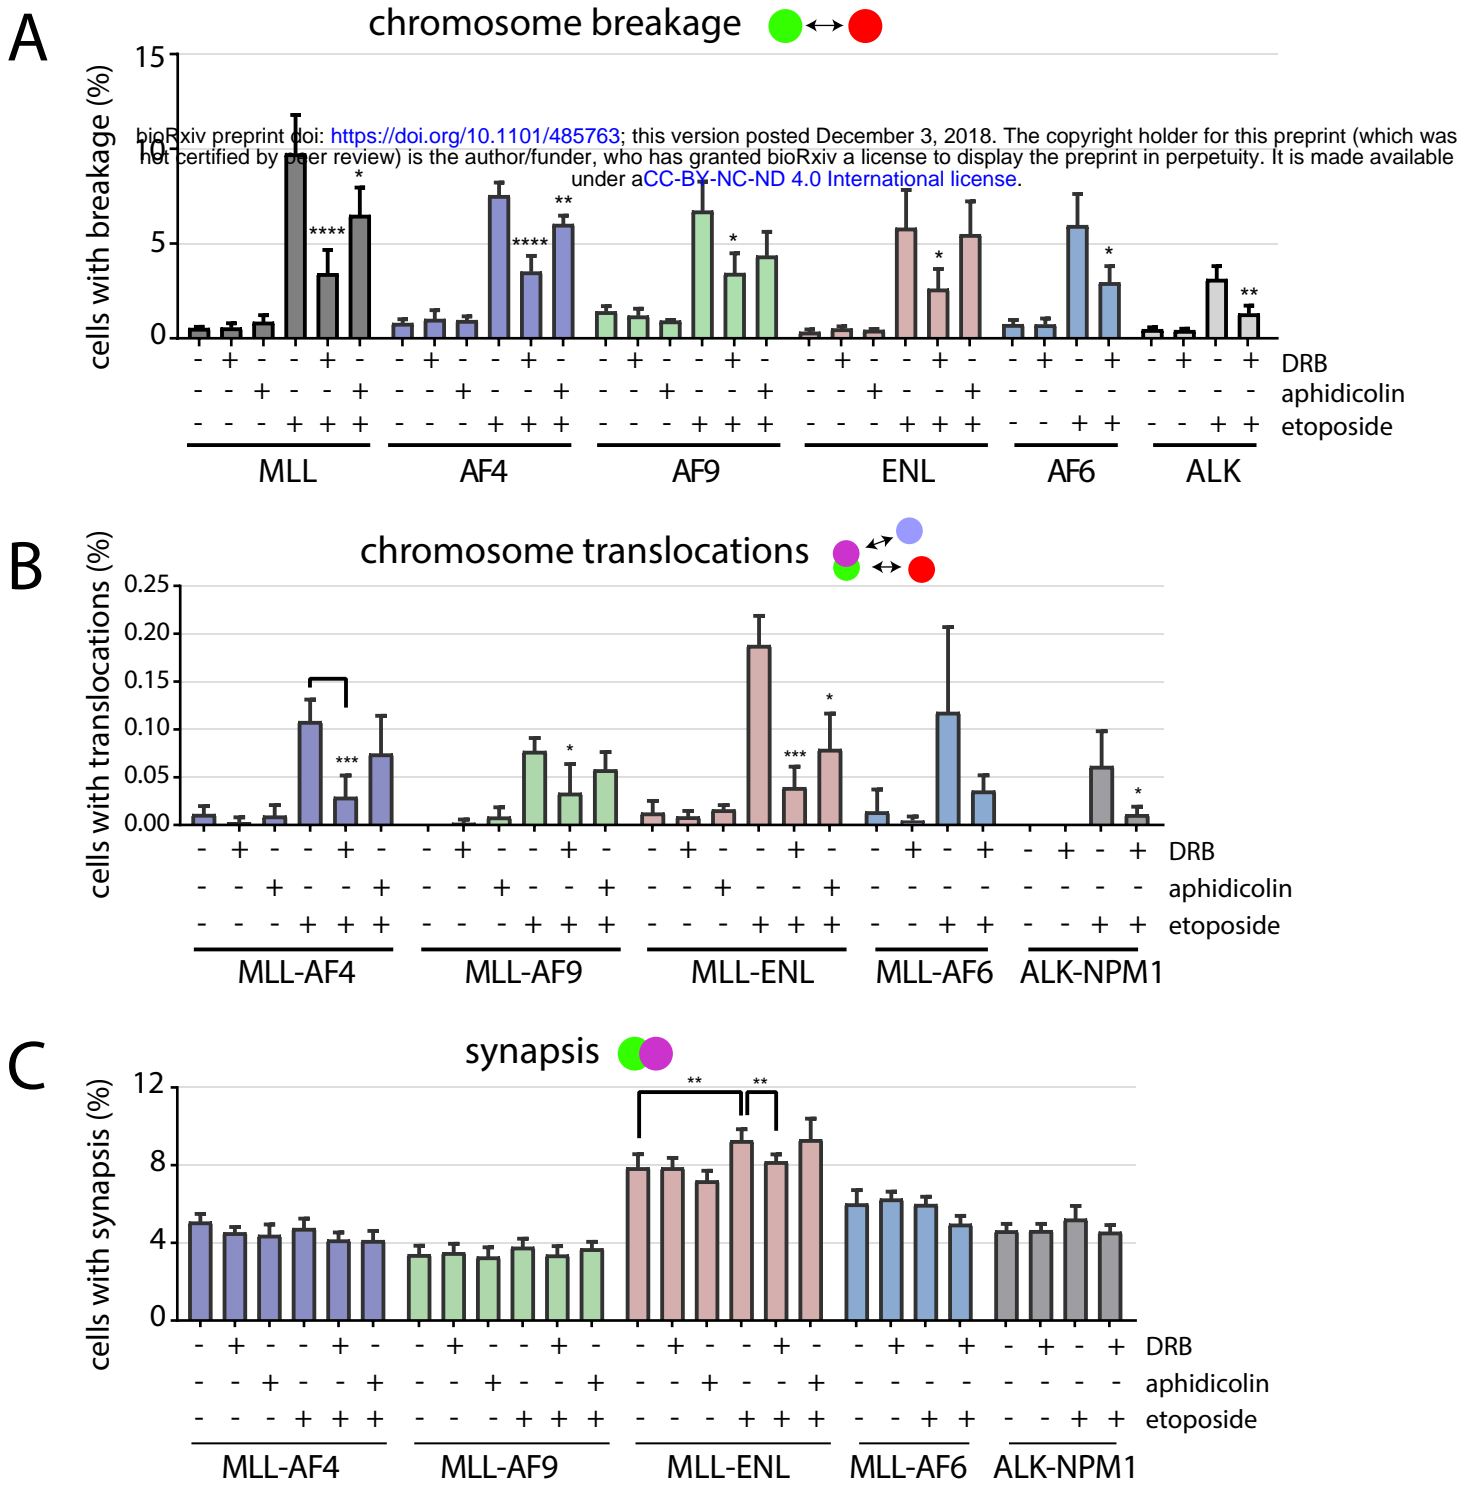 A
chromosome breakage
cells with breakage (%)
15
10
5
0
bioRxiv preprint doi: https://doi.org/10.1101/485763; this version posted December 3, 2018. The copyright holder for this preprint (which was
not certified by peer review) is the author/funder, who has granted bioRxiv a license to display the preprint in perpetuity. It is made available
under aCC-BY-NC-ND 4.0 International license.
**** * **** ** * * * **
- + - - + - - + - - + - - + - - + - - + - - + - - + - + - + - + DRB
- - + - - + - - + - - + - - + - - + - - + - - + - - - - - - - - aphidicolin
- - - + + + - - - + + + - - - + + + - - - + + + - - + + - - + + etoposide
MLL AF4 AF9 ENL AF6 ALK
B
chromosome translocations
cells with translocations (%)
0.25
0.20
0.15
0.10
0.05
0.00
*** * *** * *
- + - - + - - + - - + - - + - - + - - + - + - + - + DRB
- - + - - + - - + - - + - - + - - + - - - - - - - - aphidicolin
- - - + + + - - - + + + - - - + + + - - + + - - + + etoposide
MLL-AF4 MLL-AF9 MLL-ENL MLL-AF6 ALK-NPM1
C
synapsis
cells with synapsis (%)
12
8
4
0
** **
- + - - + - - + - - + - - + - - + - - + - + - + - + DRB
- - + - - + - - + - - + - - + - - + - - - - - - - - aphidicolin
- - - + + + - - - + + + - - - + + + - - + + - - + + etoposide
MLL-AF4 MLL-AF9 MLL-ENL MLL-AF6 ALK-NPM1